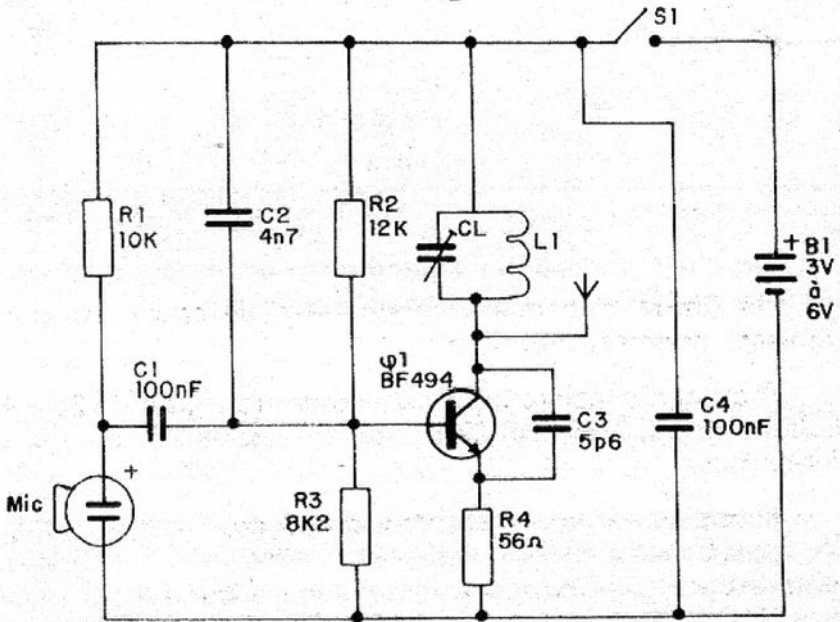 S1
R1
10K
C2
4n7
R2
12K
CL
L1
+
B1
3V
à
6V
C1
100nF
φ1
BF494
C3
5p6
C4
100nF
+
Mic
R3
8K2
R4
56Ω